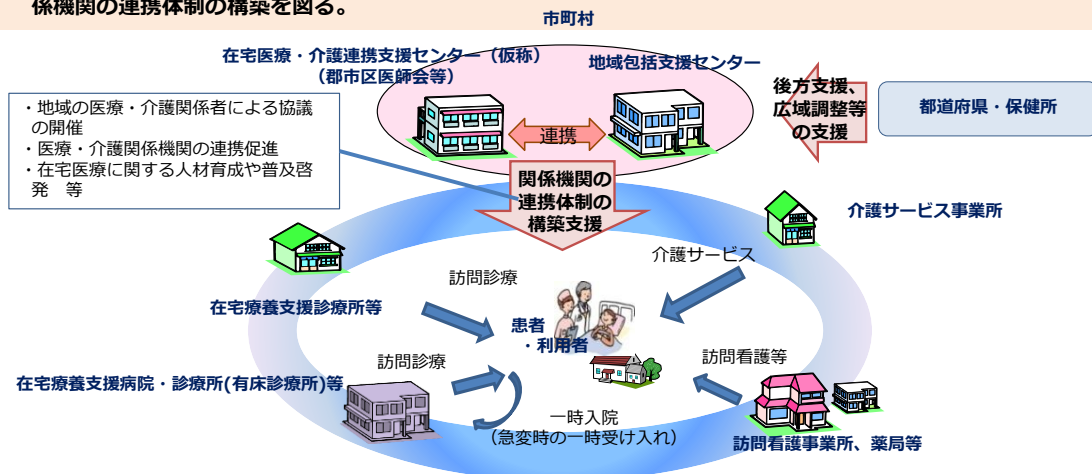 係機関の連携体制の構築を図る。
市町村
在宅医療・介護連携支援センター（仮称）
（郡市区医師会等）
地域包括支援センター
連携
後方支援、
広域調整等
の支援
都道府県・保健所
・地域の医療・介護関係者による協議
の開催
・医療・介護関係機関の連携促進
・在宅医療に関する人材育成や普及啓
発　等
関係機関の
連携体制の
構築支援
介護サービス事業所
介護サービス
訪問診療
在宅療養支援診療所等
患者
・利用者
訪問診療
訪問看護等
在宅療養支援病院・診療所(有床診療所)等
一時入院
（急変時の一時受け入れ）
訪問看護事業所、薬局等